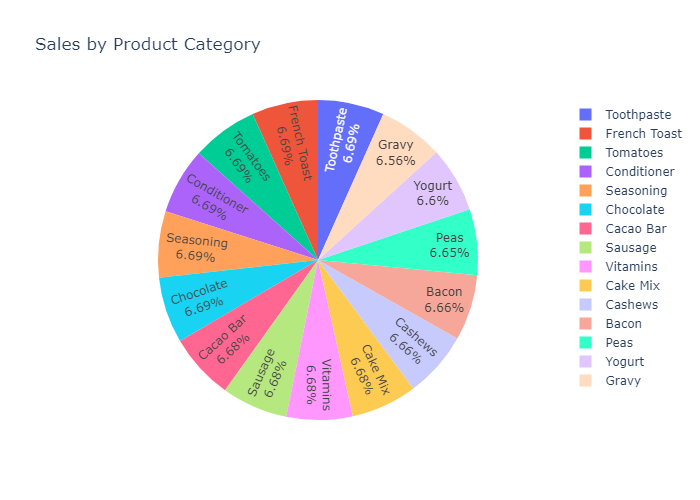 Sales by Product Category
Toothpaste
6.69%
French Toast
6.69%
Tomatoes
6.69%
Conditioner
6.69%
Seasoning
6.69%
Chocolate
6.69%
Cacao Bar
6.68%
Sausage
6.68%
Vitamins
6.68%
Cake Mix
6.68%
Cashews
6.66%
Bacon
6.66%
Peas
6.65%
Yogurt
6.6%
Gravy
6.56%
Toothpaste
French Toast
Tomatoes
Conditioner
Seasoning
Chocolate
Cacao Bar
Sausage
Vitamins
Cake Mix
Cashews
Bacon
Peas
Yogurt
Gravy